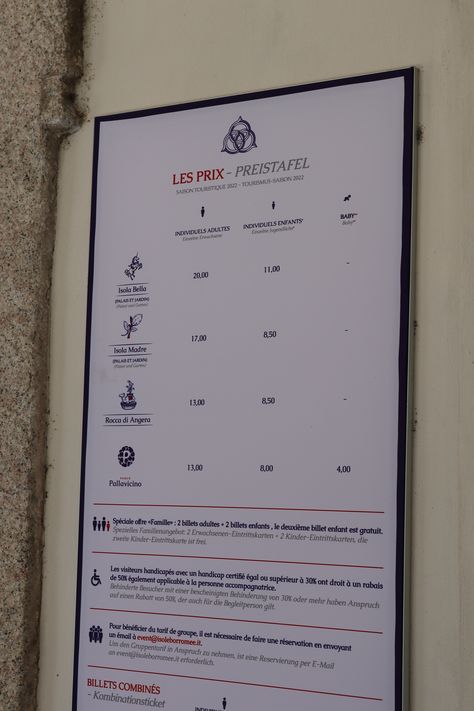 LES PRIX - PREISTAFEL
SAISON TOURISTIQUE 2022 - TOURISMUS-SAISON 2022
INDIVIDUELS ADULTES
Einzelne Erwachsene
INDIVIDUELS ENFANTS*
Einzelne Jugendliche*
BABY**
Baby**
Isola Bella
(PALAIS ET JARDIN)
(Palast und Garten)
20,00 11,00 -
Isola Madre
(PALAIS ET JARDIN)
(Palast und Garten)
17,00 8,50 -
Rocca di Angera
13,00 8,50 -
PARCO
Pallavicino
13,00 8,00 4,00
Spéciale offre «Famille» : 2 billets adultes + 2 billets enfants , le deuxième billet enfant est gratuit.
Spezielles Familienangebot: 2 Erwachsenen-Eintrittskarten + 2 Kinder-Eintrittskarten, die
zweite Kinder-Eintrittskarte ist frei.
Les visiteurs handicapés avec un handicap certifié égal ou supérieur à 30% ont droit à un rabais
de 50% également applicable à la personne accompagnatrice.
Behinderte Besucher mit einer bescheinigten Behinderung von 30% oder mehr haben Anspruch
auf einen Rabatt von 50%, der auch für die Begleitperson gilt.
Pour bénéficier du tarif de groupe, il est nécessaire de faire une réservation en envoyant
un émail à event@isoleborromee.it.
Um den Gruppentarif in Anspruch zu nehmen, ist eine Reservierung per E-Mail
an event@isoleborromee.it erforderlich.
BILLETS COMBINÉS
- Kombinationsticket